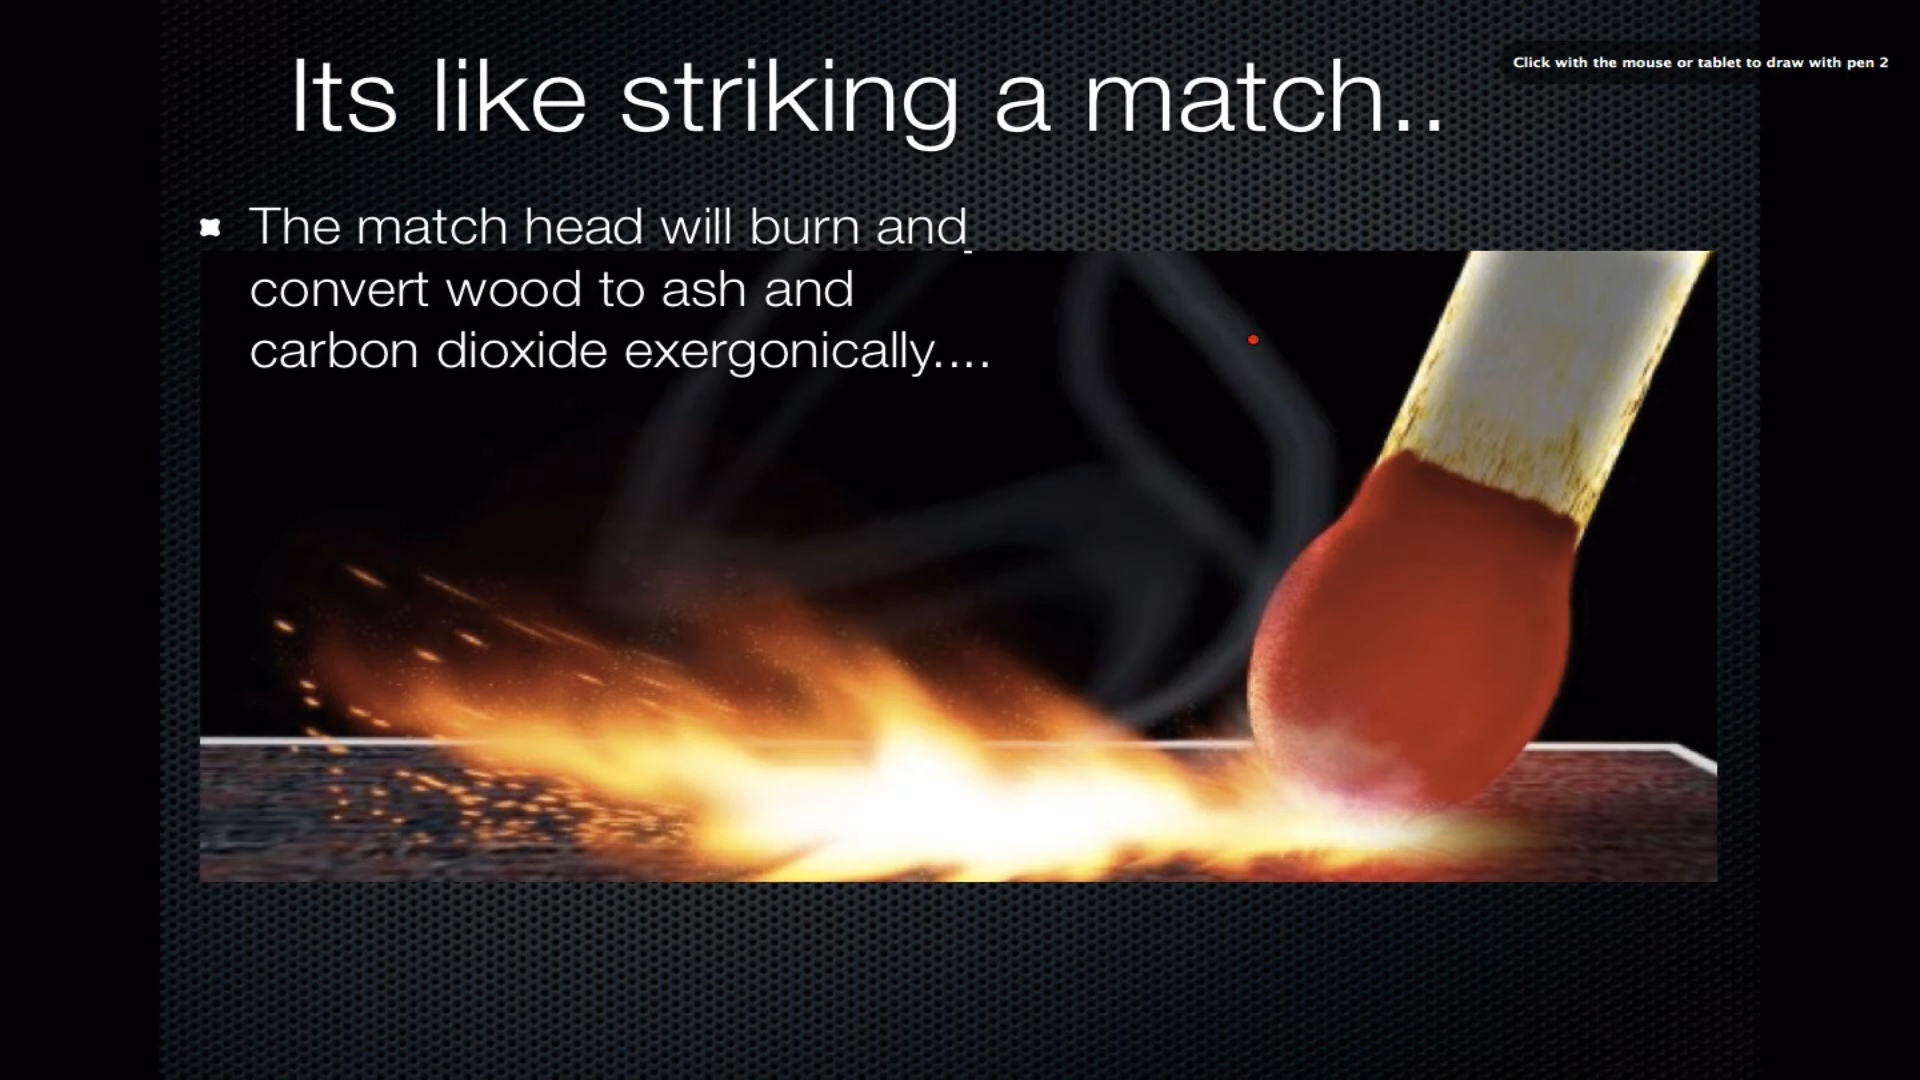 Its like striking a match..
Click with the mouse or tablet to draw with pen 2
The match head will burn and
convert wood to ash and
carbon dioxide exergonically....